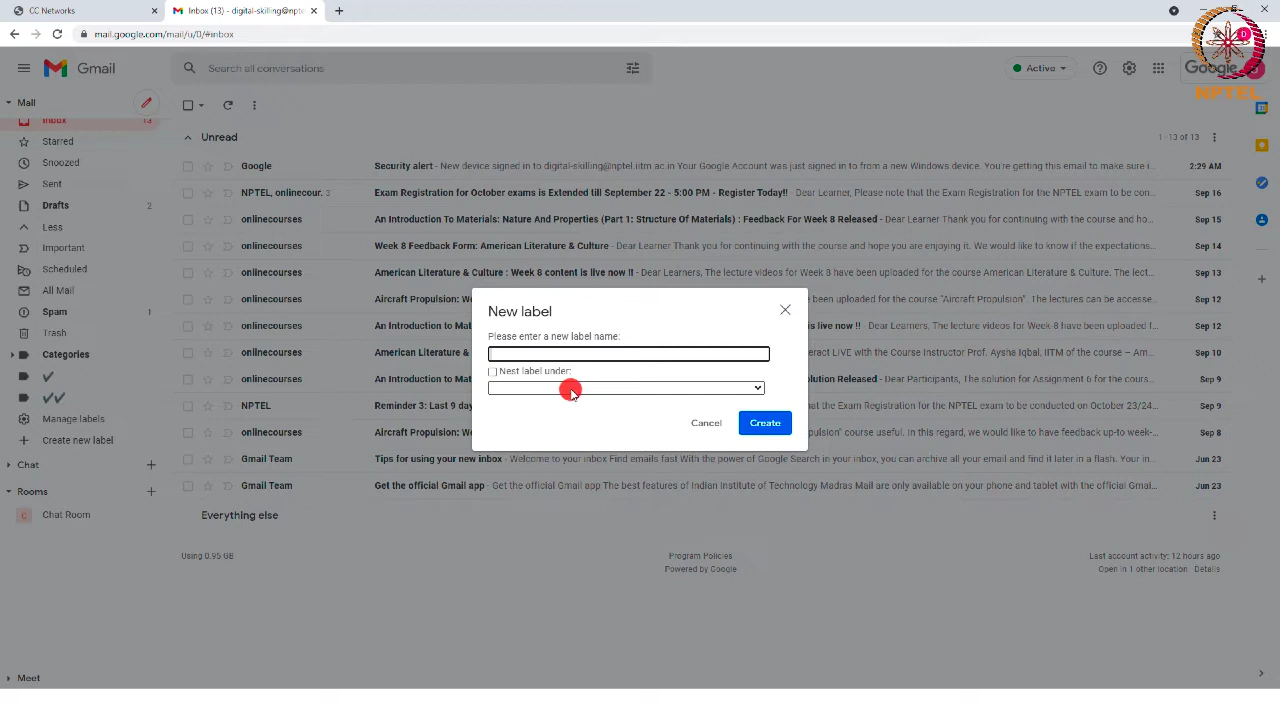 CC Networks
Inbox (13) - digital-skilling@npte
mail.google.com/mail/u/0/#inbox
Gmail
Search all conversations
Active
Google
NPTEL
Mail
Inbox 13
Starred
Snoozed
Sent
Drafts 2
Less
Important
Scheduled
All Mail
Spam 1
Trash
Categories
Manage labels
Create new label
Chat
Rooms
Chat Room
Meet
Unread 1–13 of 13
Google Security alert - New device signed in to digital-skilling@nptel.iitm.ac.in Your Google Account was just signed in to from a new Windows device. You're getting this email to make sure i... 2:29 AM
NPTEL, onlinecour. 3 Exam Registration for October exams is Extended till September 22 - 5:00 PM - Register Today!! - Dear Learner, Please note that the Exam Registration for the NPTEL exam to be con... Sep 16
onlinecourses An Introduction To Materials: Nature And Properties (Part 1: Structure Of Materials) : Feedback For Week 8 Released - Dear Learner Thank you for continuing with the course and ho... Sep 15
onlinecourses Week 8 Feedback Form: American Literature & Culture - Dear Learner Thank you for continuing with the course and hope you are enjoying it. We would like to know if the expectations... Sep 14
onlinecourses American Literature & Culture : Week 8 content is live now !! - Dear Learners, The lecture videos for Week 8 have been uploaded for the course American Literature & Culture. The lect... Sep 13
onlinecourses Aircraft Propulsion: We been uploaded for the course "Aircraft Propulsion". The lectures can be accesse... Sep 12
onlinecourses An Introduction to Mat is live now !! - Dear Learners, The lecture videos for Week-8 have been uploaded f... Sep 12
onlinecourses American Literature & eract LIVE with the Course Instructor Prof. Aysha Iqbal, IITM of the course – Am... Sep 10
onlinecourses An Introduction to Mat olution Released - Dear Participants, The solution for Assignment 6 for the cours... Sep 9
NPTEL Reminder 3: Last 9 day that the Exam Registration for the NPTEL exam to be conducted on October 23/24... Sep 9
onlinecourses Aircraft Propulsion: We pulsion" course useful. In this regard, we would like to have feedback up-to week-... Sep 8
Gmail Team Tips for using your new inbox - Welcome to your inbox Find emails fast With the power of Google Search in your inbox, you can archive all your email and find it later in a flash. Your in... Jun 23
Gmail Team Get the official Gmail app - Get the official Gmail app The best features of Indian Institute of Technology Madras Mail are only available on your phone and tablet with the official Gmai... Jun 23
Everything else
New label
Please enter a new label name:
Nest label under:
Cancel Create
Using 0.95 GB
Program Policies
Powered by Google
Last account activity: 12 hours ago
Open in 1 other location Details